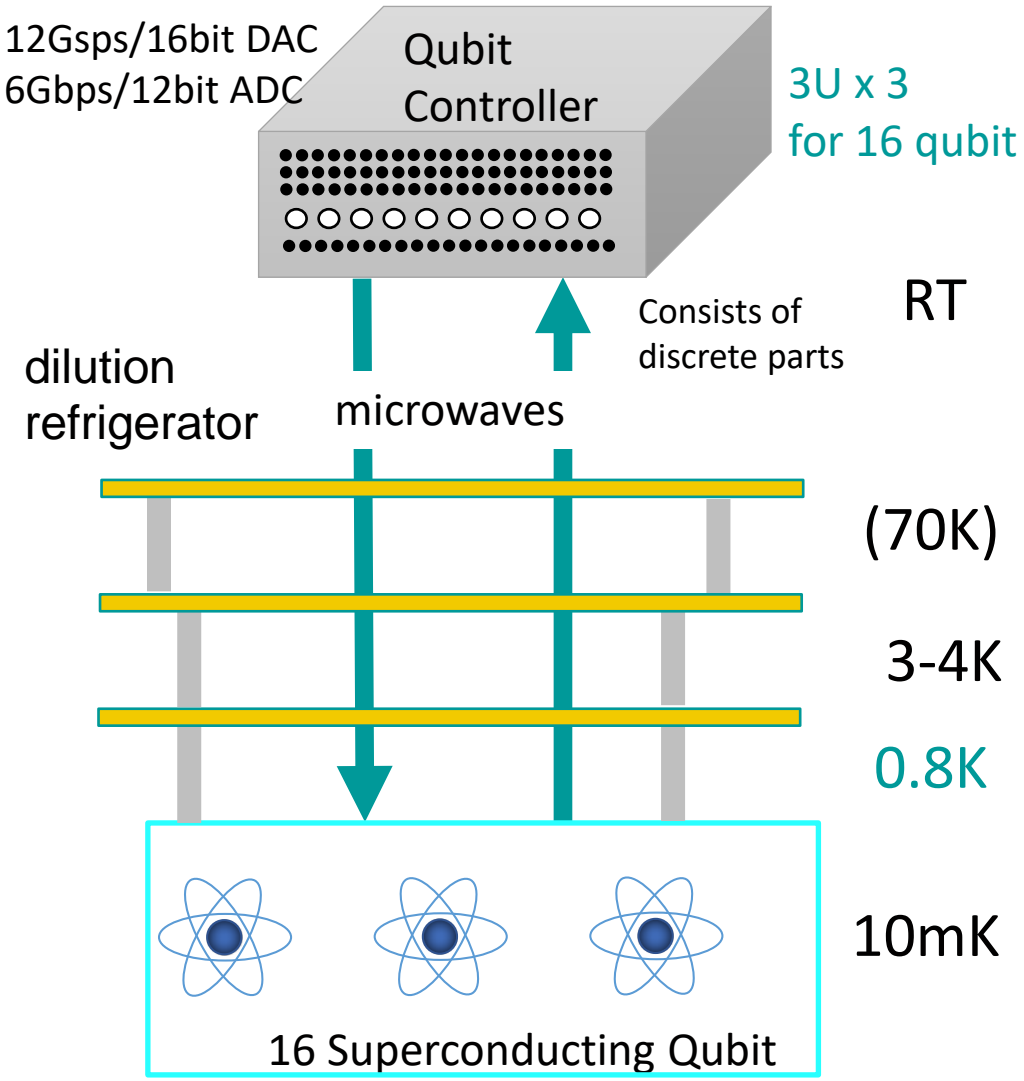 12Gsps/16bit DAC
6Gbps/12bit ADC
Qubit
Controller
3U x 3
for 16 qubit
RT
Consists of
discrete parts
dilution
refrigerator
microwaves
(70K)
3-4K
0.8K
10mK
16 Superconducting Qubit